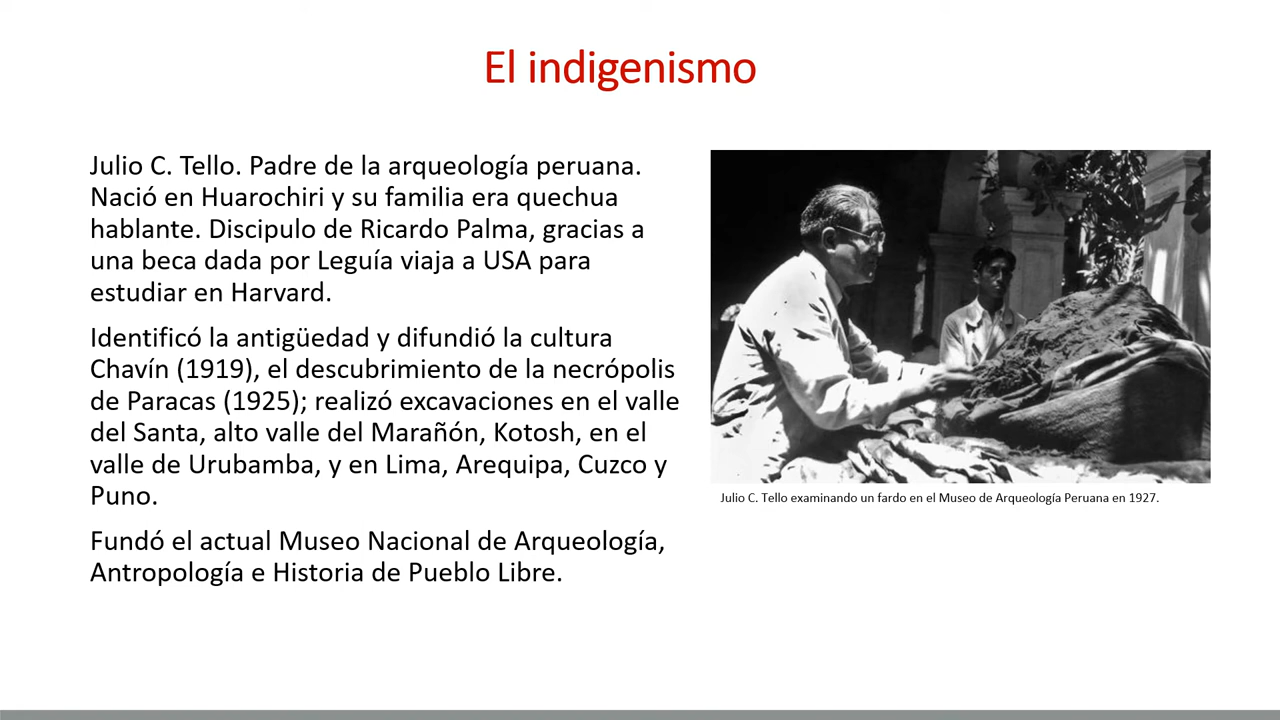 El indigenismo
Julio C. Tello. Padre de la arqueología peruana.
Nació en Huarochiri y su familia era quechua
hablante. Discipulo de Ricardo Palma, gracias a
una beca dada por Leguía viaja a USA para
estudiar en Harvard.
Identificó la antigüedad y difundió la cultura
Chavín (1919), el descubrimiento de la necrópolis
de Paracas (1925); realizó excavaciones en el valle
del Santa, alto valle del Marañón, Kotosh, en el
valle de Urubamba, y en Lima, Arequipa, Cuzco y
Puno.
Fundó el actual Museo Nacional de Arqueología,
Antropología e Historia de Pueblo Libre.
Julio C. Tello examinando un fardo en el Museo de Arqueología Peruana en 1927.